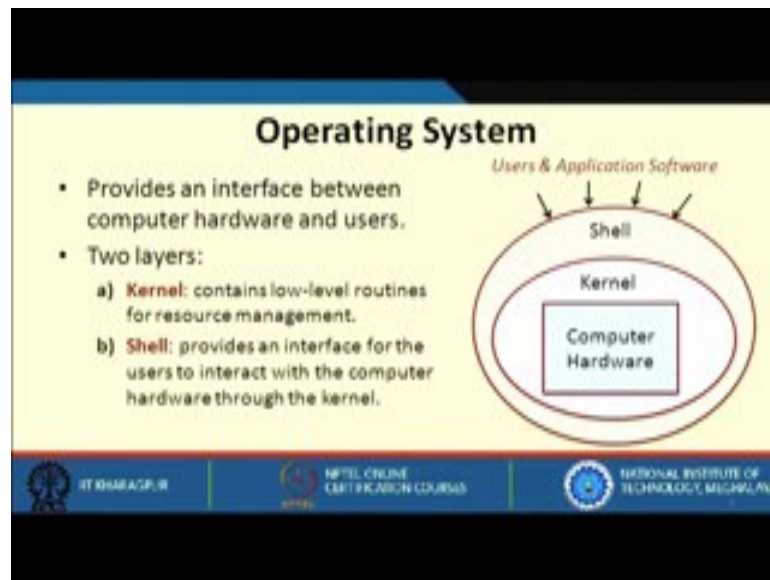 Operating System
Users & Application Software
• Provides an interface between
computer hardware and users.
• Two layers:
a) Kernel: contains low-level routines
for resource management.
b) Shell: provides an interface for the
users to interact with the computer
hardware through the kernel.
Shell
Kernel
Computer
Hardware
IIT KHARAGPUR
NPTEL ONLINE
CERTIFICATION COURSES
NPTEL
NATIONAL INSTITUTE OF
TECHNOLOGY, MEGHALAYA